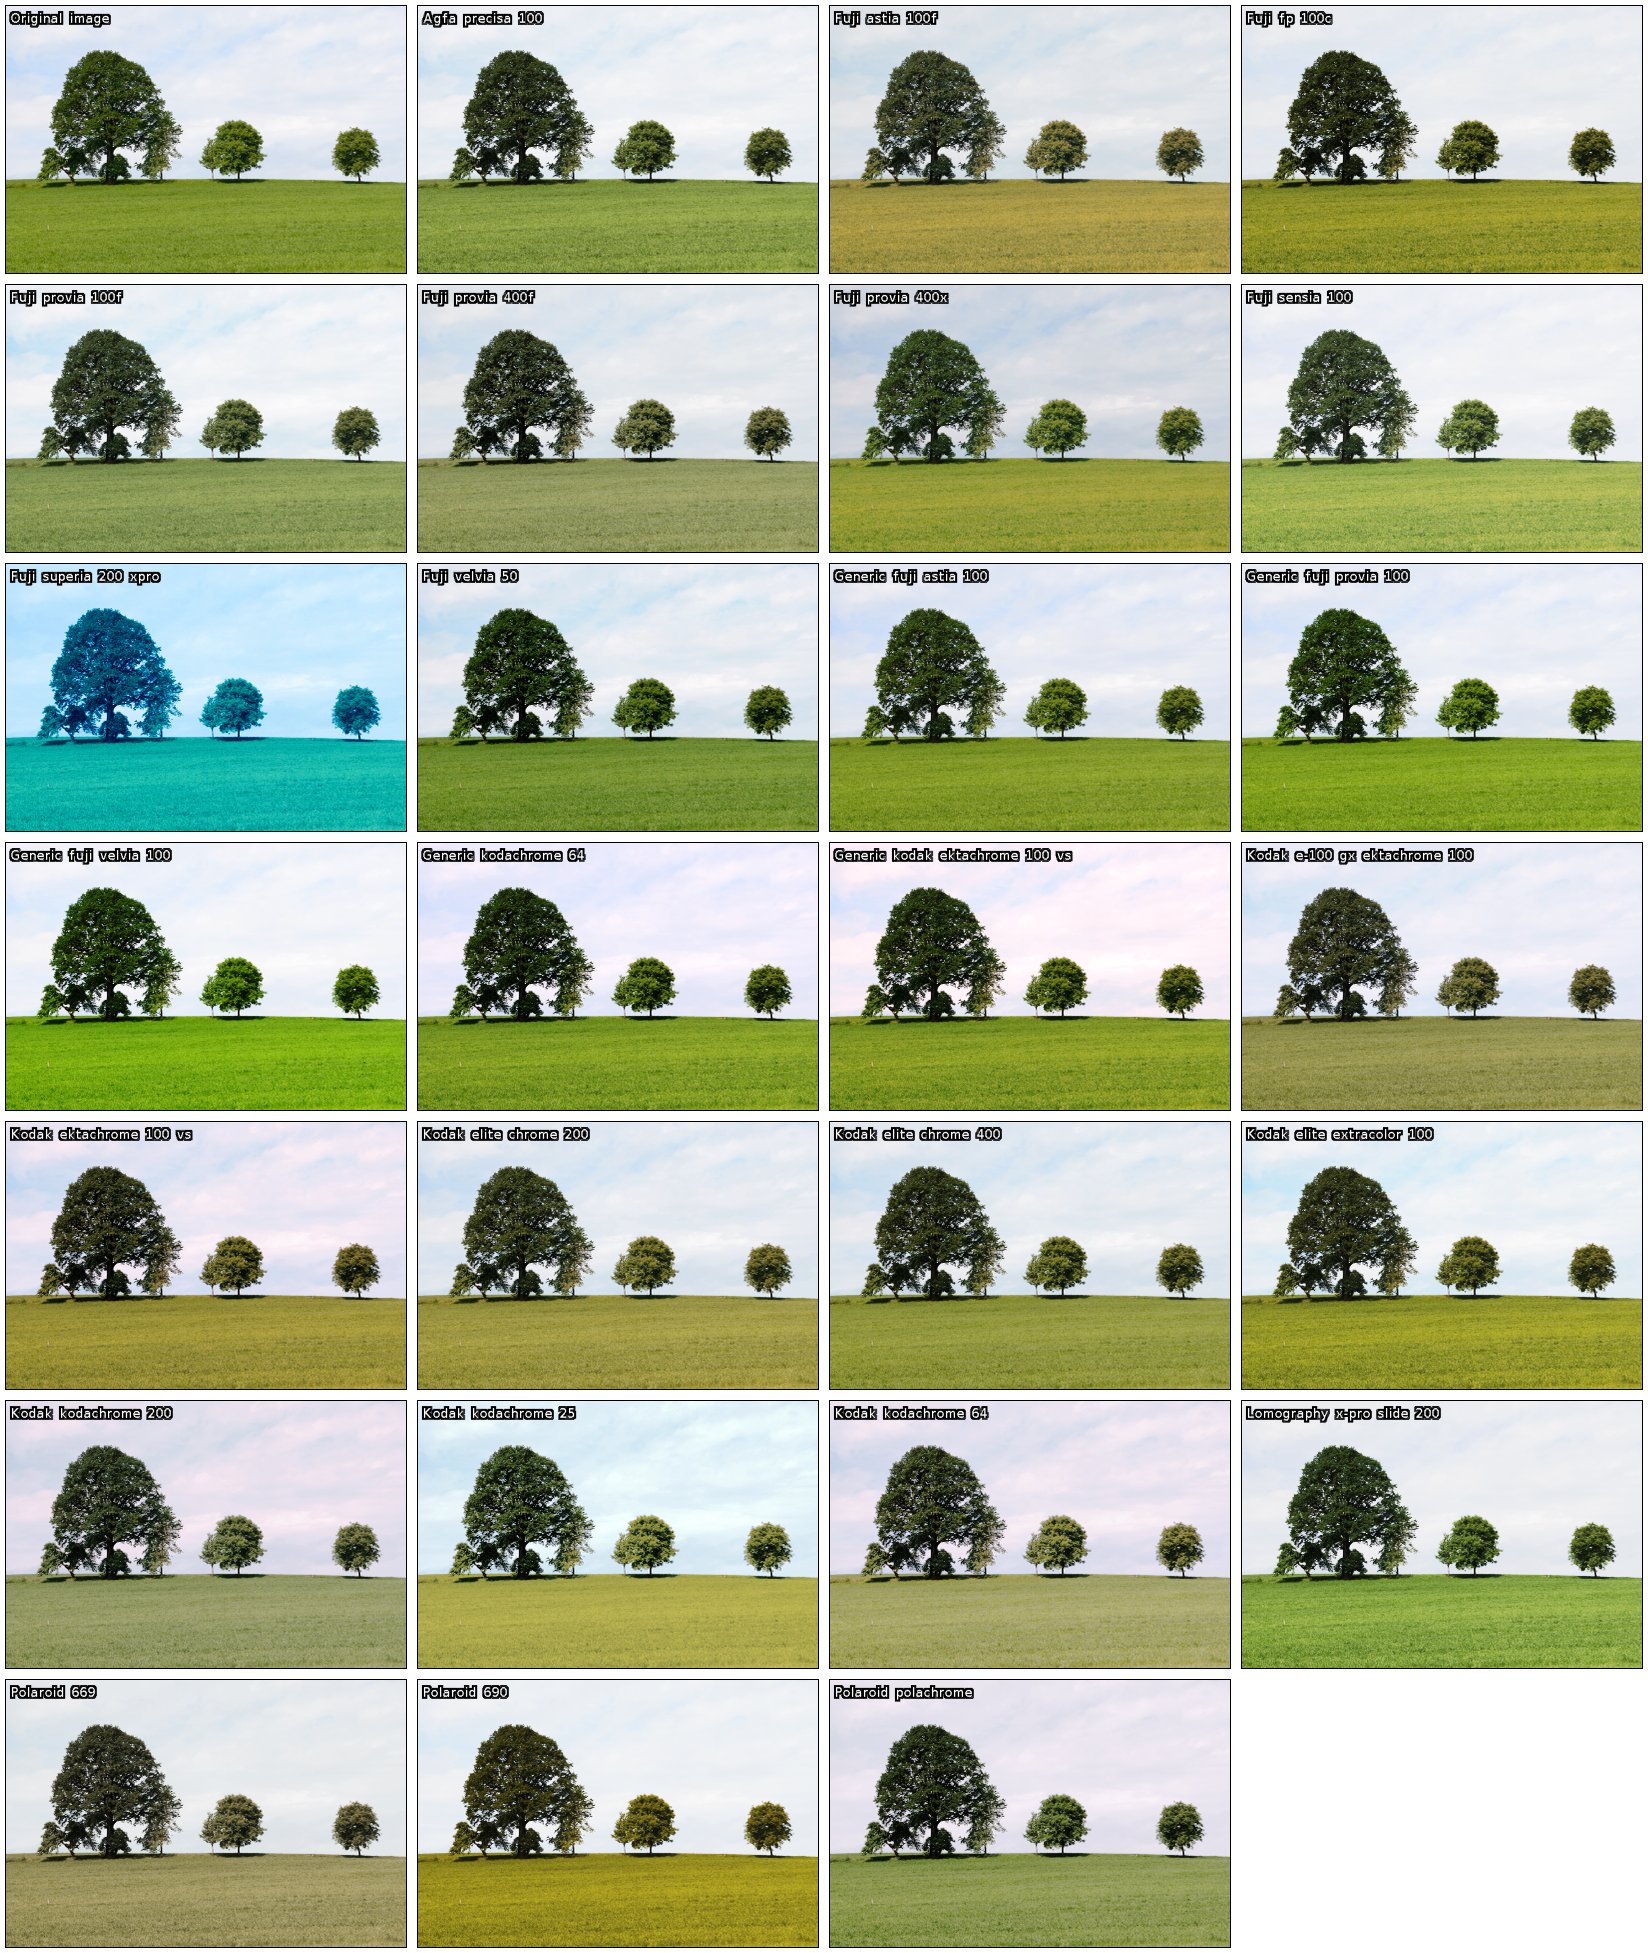 Original image
Agfa precisa 100
Fuji astia 100f
Fuji fp 100c
Fuji provia 100f
Fuji provia 400f
Fuji provia 400x
Fuji sensia 100
Fuji superia 200 xpro
Fuji velvia 50
Generic fuji astia 100
Generic fuji provia 100
Generic fuji velvia 100
Generic kodachrome 64
Generic kodak ektachrome 100 vs
Kodak e-100 gx ektachrome 100
Kodak ektachrome 100 vs
Kodak elite chrome 200
Kodak elite chrome 400
Kodak elite extracolor 100
Kodak kodachrome 200
Kodak kodachrome 25
Kodak kodachrome 64
Lomography x-pro slide 200
Polaroid 669
Polaroid 690
Polaroid polachrome